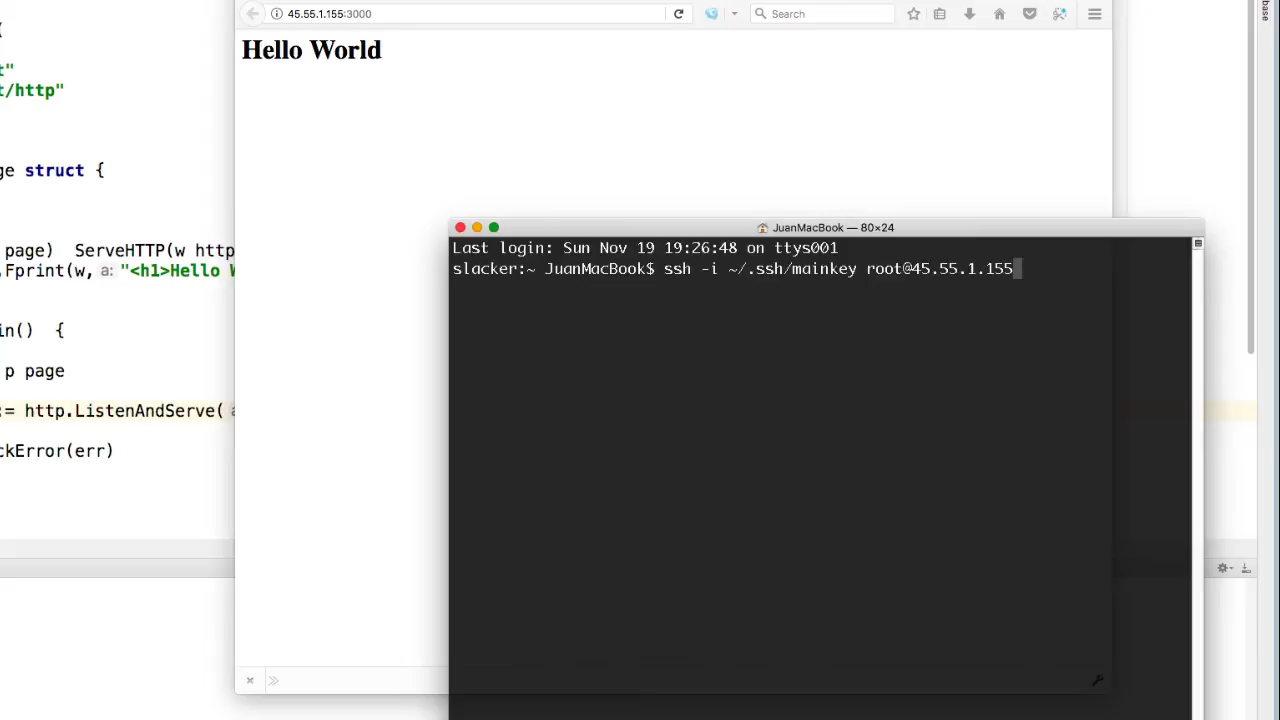 45.55.1.155:3000
Search
Hello World
{
t"
t/http"
ge struct {
page)  ServeHTTP(w http
.Fprint(w, a: "<h1>Hello W
in()  {
p page
:= http.ListenAndServe(
ckError(err)
base
JuanMacBook — 80×24
Last login: Sun Nov 19 19:26:48 on ttys001
slacker:~ JuanMacBook$ ssh -i ~/.ssh/mainkey root@45.55.1.155